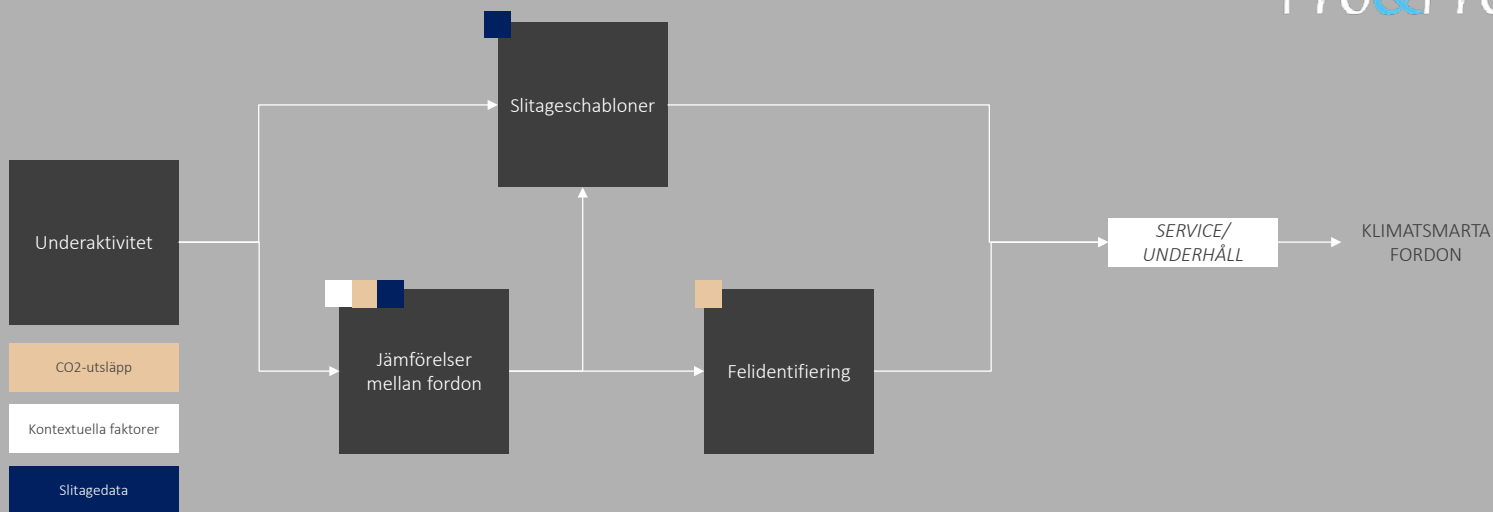 Slitageschabloner
Underaktivitet
SERVICE/
UNDERHÅLL
KLIMATSMARTA
FORDON
Jämförelser
mellan fordon
Felidentifiering
CO2-utsläpp
Kontextuella faktorer
Slitagedata